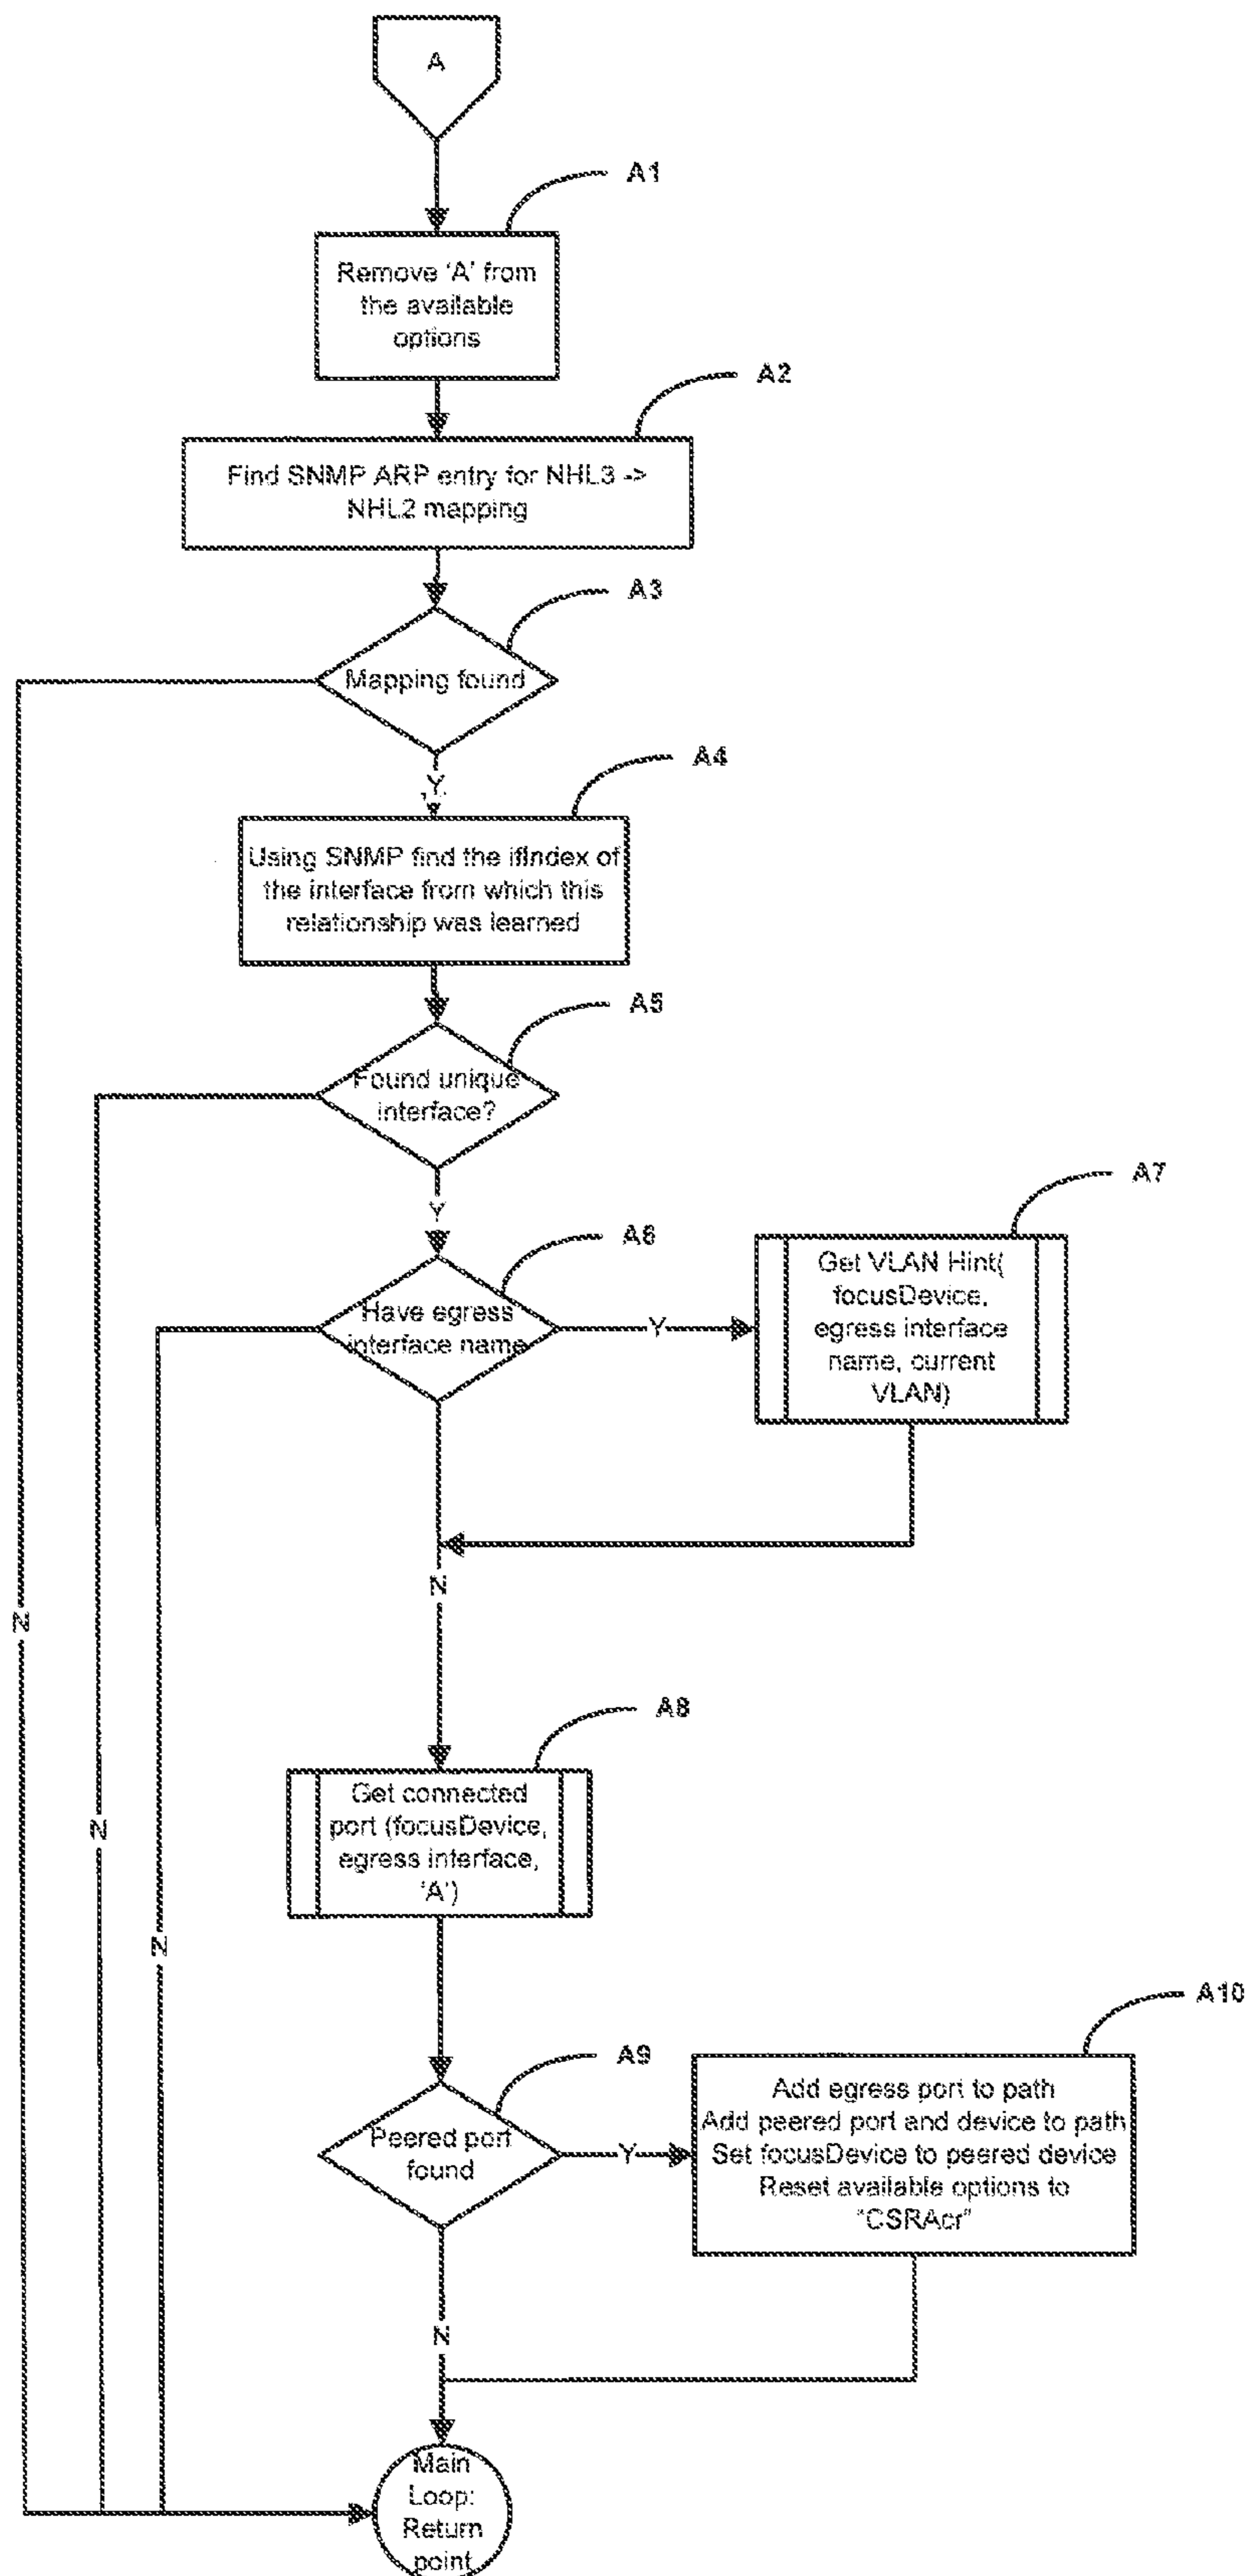 A
A1
Remove 'A' from
the available
options
A2
Find SNMP ARP entry for NHL3 ->
NHL2 mapping
A3
Mapping found
Y
A4
Using SNMP find the ifIndex of
the interface from which this
relationship was learned
A5
Found unique
interface?
Y
A6
Have egress
interface name
Y
A7
Get VLAN Hint(
focusDevice,
egress interface
name, current
VLAN)
N
N
A8
Get connected
port (focusDevice,
egress interface,
'A')
N
N
A9
Peered port
found
Y
A10
Add egress port to path
Add peered port and device to path
Set focusDevice to peered device
Reset available options to
"CSRAcr"
N
Main
Loop:
Return
point